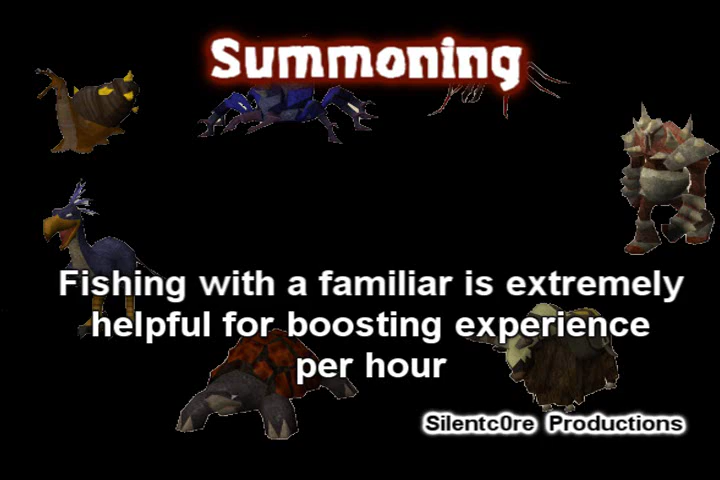 Summoning
Fishing with a familiar is extremely
helpful for boosting experience
per hour
Silentc0re Productions